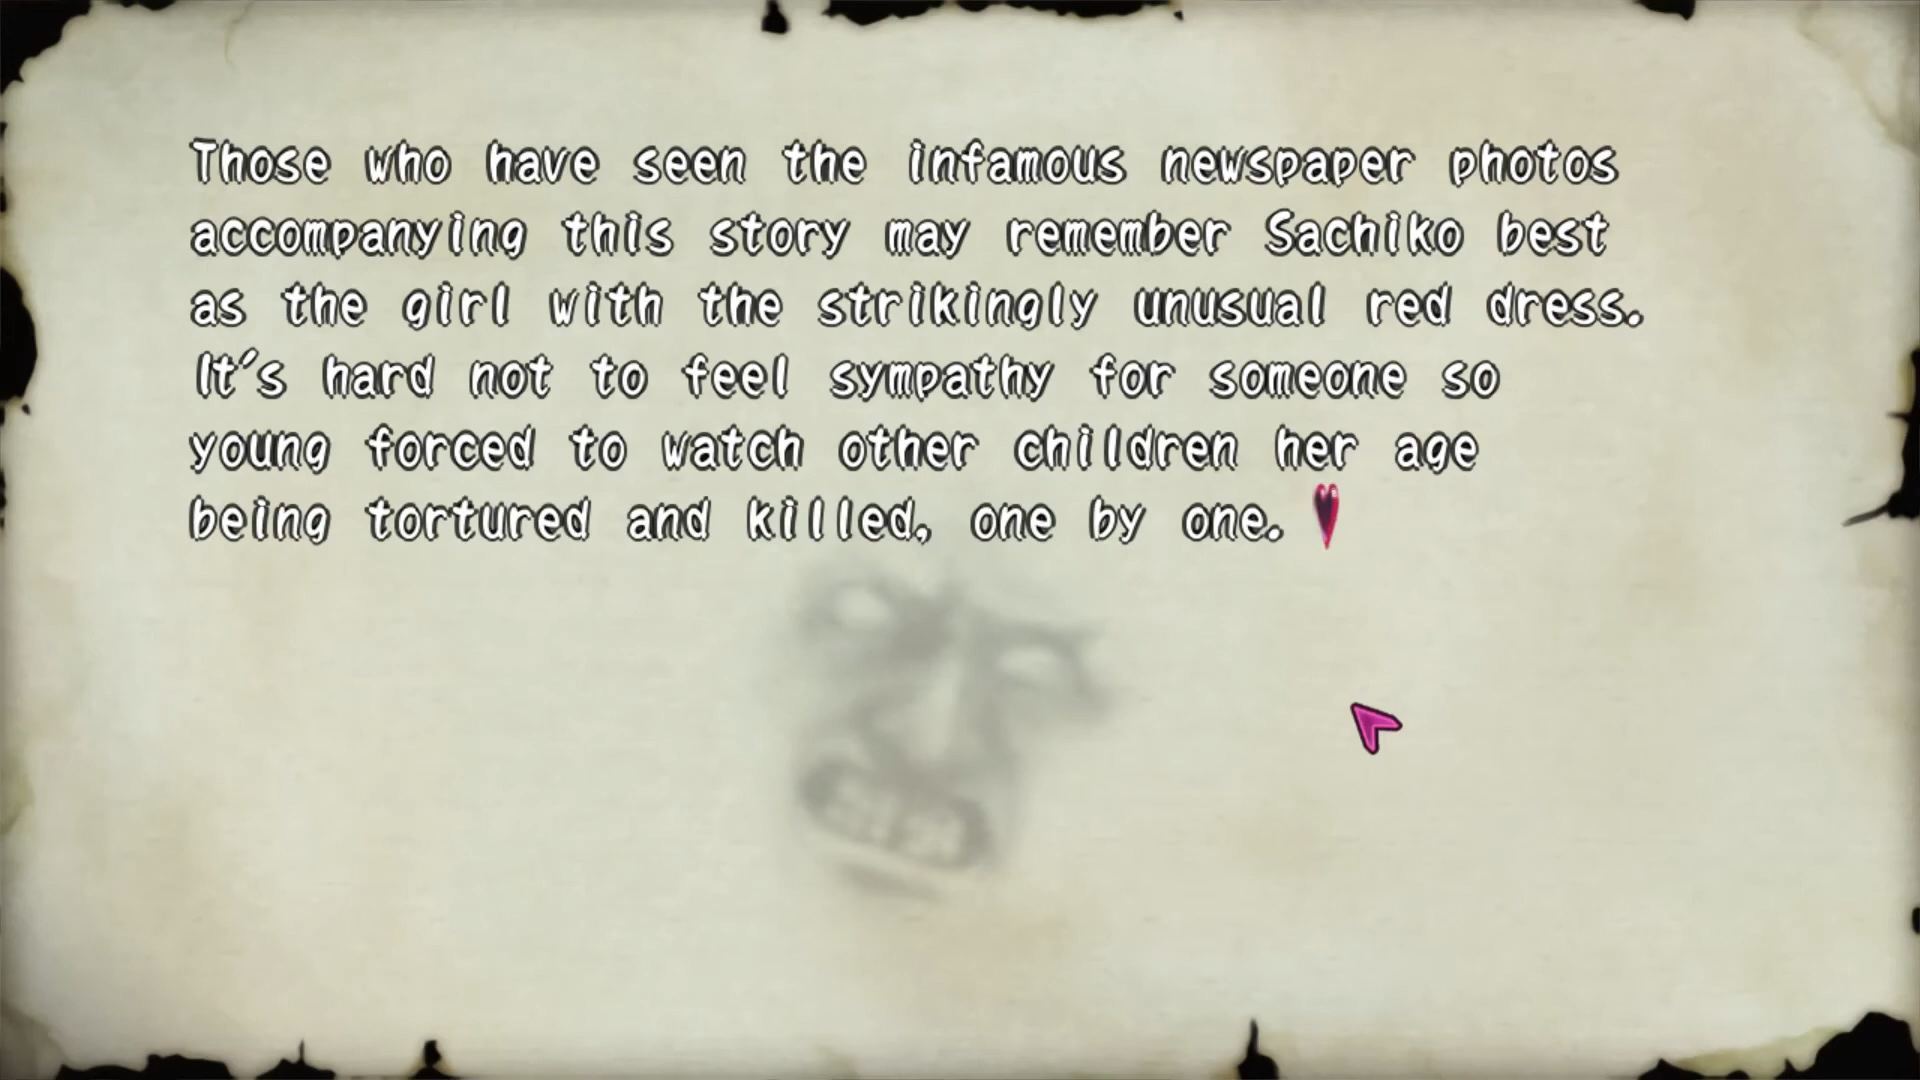 Those who have seen the infamous newspaper photos
accompanying this story may remember Sachiko best
as the girl with the strikingly unusual red dress.
It's hard not to feel sympathy for someone so
young forced to watch other children her age
being tortured and killed, one by one.